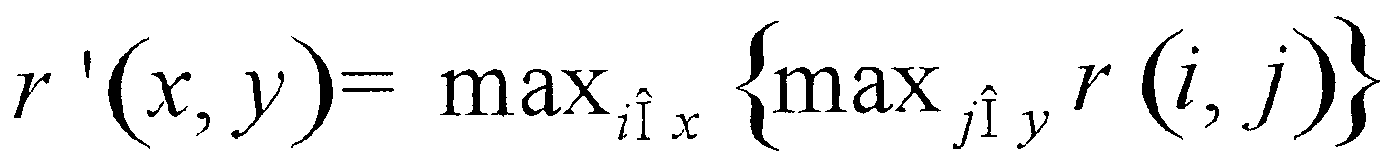 r '(x, y)= max iÎ x {max jÎ y r (i, j)}